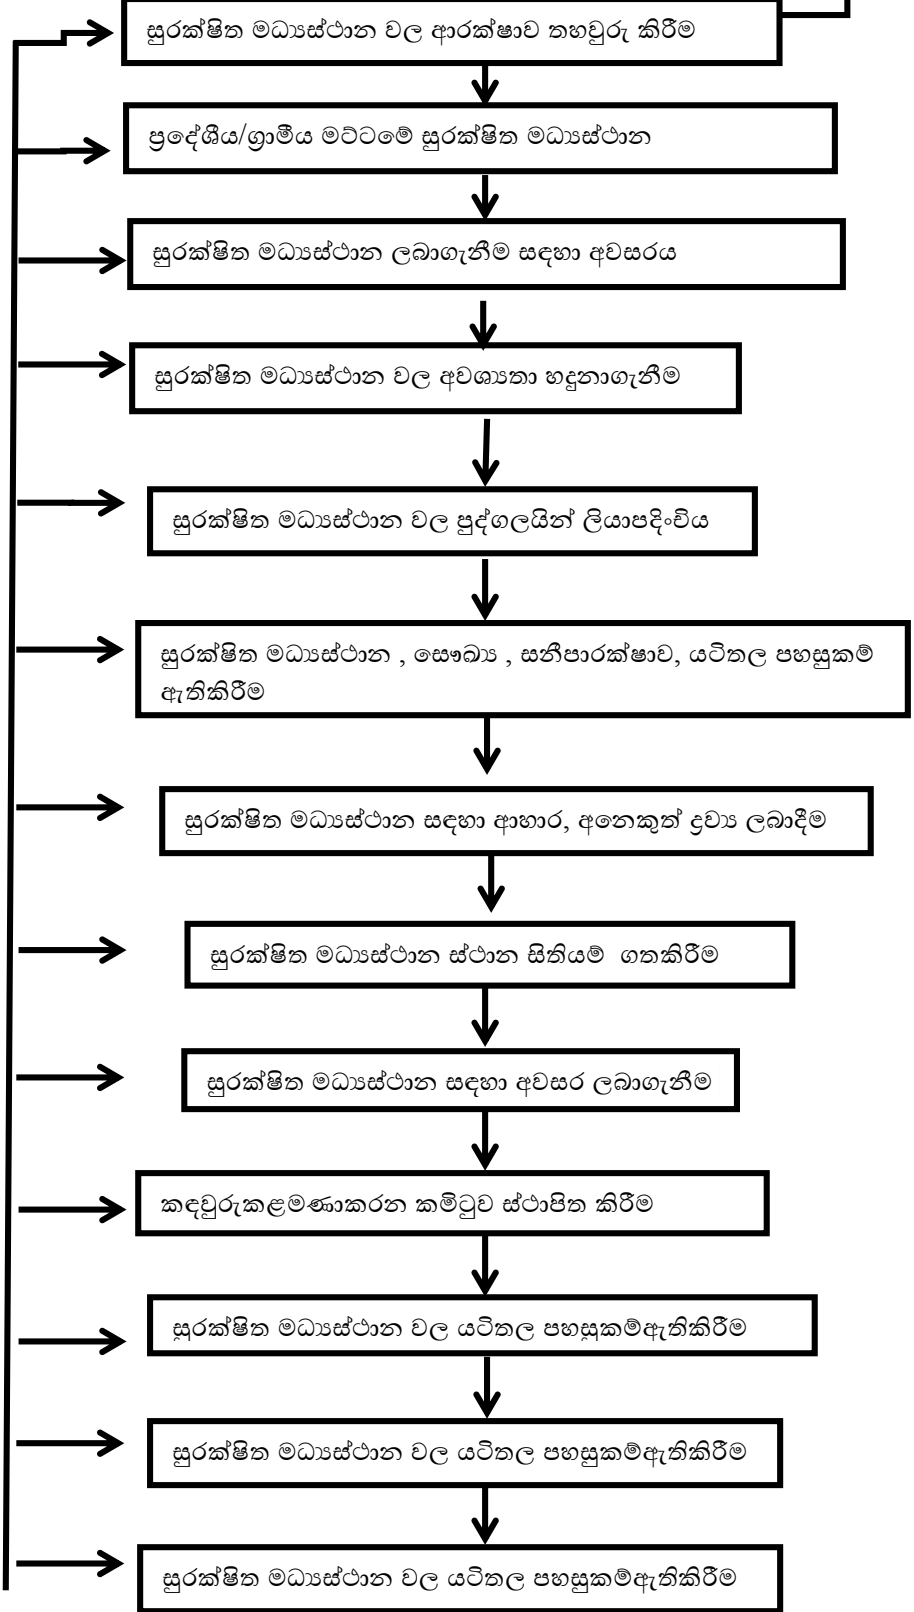 සුරක්ෂිත මධ්‍යස්ථාන වල ආරක්ෂාව තහවුරු කිරීම
ප්‍රදේශීය/ග්‍රාමීය මට්ටමේ සුරක්ෂිත මධ්‍යස්ථාන
සුරක්ෂිත මධ්‍යස්ථාන ලබාගැනීම සඳහා අවසරය
සුරක්ෂිත මධ්‍යස්ථාන වල අවශ්‍යතා හදුනාගැනීම
සුරක්ෂිත මධ්‍යස්ථාන වල පුද්ගලයින් ලියාපදිංචිය
සුරක්ෂිත මධ්‍යස්ථාන , සෞඛ්‍ය , සනීපාරක්ෂාව, යටිතල පහසුකම්
ඇතිකිරීම
සුරක්ෂිත මධ්‍යස්ථාන සඳහා ආහාර, අනෙකුත් ද්‍රව්‍ය ලබාදීම
සුරක්ෂිත මධ්‍යස්ථාන ස්ථාන සිතියම් ගතකිරීම
සුරක්ෂිත මධ්‍යස්ථාන සඳහා අවසර ලබාගැනීම
කඳවුරුකළමණාකරන කමිටුව ස්ථාපිත කිරීම
සුරක්ෂිත මධ්‍යස්ථාන වල යටිතල පහසුකම්ඇතිකිරීම
සුරක්ෂිත මධ්‍යස්ථාන වල යටිතල පහසුකම්ඇතිකිරීම
සුරක්ෂිත මධ්‍යස්ථාන වල යටිතල පහසුකම්ඇතිකිරීම